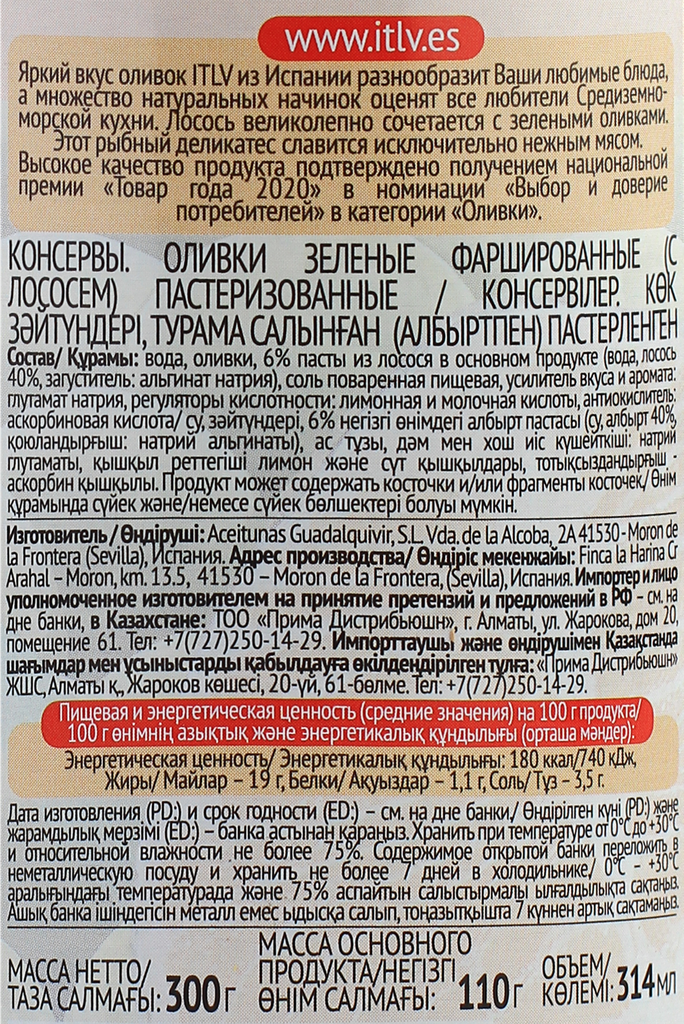 www.itlv.es
Яркий вкус оливок ITLV из Испании разнообразит Ваши любимые блюда,
а множество натуральных начинок оценят все любители Средиземно-
морской кухни. Лосось великолепно сочетается с зелеными оливками.
Этот рыбный деликатес славится исключительно нежным мясом.
Высокое качество продукта подтверждено получением национальной
премии «Товар года 2020» в номинации «Выбор и доверие
потребителей» в категории «Оливки».
КОНСЕРВЫ. ОЛИВКИ ЗЕЛЕНЫЕ ФАРШИРОВАННЫЕ (С
ЛОСОСЕМ) ПАСТЕРИЗОВАННЫЕ / КОНСЕРВІЛЕР. КӨК
ЗӘЙТҮНДЕРІ, ТУРАМА САЛЫНҒАН (АЛБЫРТПЕН) ПАСТЕРЛЕНГЕН
Состав/ Құрамы: вода, оливки, 6% пасты из лосося в основном продукте (вода, лосось
40%, загуститель: альгинат натрия), соль поваренная пищевая, усилитель вкуса и аромата:
глутамат натрия, регуляторы кислотности: лимонная и молочная кислоты, антиокислитель:
аскорбиновая кислота/ су, зәйтүндері, 6% негізгі өнімдегі албырт пастасы (су, албырт 40%,
қоюландырғыш: натрий альгинаты), ас тұзы, дәм мен хош иіс күшейткіші: натрий
глутаматы, қышқыл реттегіші лимон және сүт қышқылдары, тотықсыздандырғыш -
аскорбин қышқылы. Продукт может содержать косточки и/или фрагменты косточек./ Өнім
құрамында сүйек және/немесе сүйек бөлшектері болуы мүмкін.
Изготовитель / Өндіруші: Aceitunas Guadalquivir, S.L. Vda. de la Alcoba, 2A 41530 - Moron de
la Frontera (Sevilla), Испания. Адрес производства/ Өндіріс мекенжайы: Finca la Harina Cr
Arahal – Moron, km. 13.5, 41530 – Moron de la Frontera, (Sevilla), Испания. Импортер и лицо
уполномоченное изготовителем на принятие претензий и предложений в РФ – см. на
дне банки, в Казахстане: ТОО «Прима Дистрибьюшн», г. Алматы, ул. Жарокова, дом 20,
помещение 61. Тел: +7(727)250-14-29. Импорттаушы және өндірушімен Қазақстанда
шағымдар мен ұсыныстарды қабылдауға өкілдендірілген тұлға: «Прима Дистрибьюшн»
ЖШС, Алматы қ., Жароков көшесі, 20-үй, 61-бөлме. Тел: +7(727)250-14-29.
Пищевая и энергетическая ценность (средние значения) на 100 г продукта/
100 г өнімнің азықтық және энергетикалық құндылығы (орташа мәндер):
Энергетическая ценность/ Энергетикалық құндылығы: 180 ккал/740 кДж,
Жиры/ Майлар – 19 г, Белки/ Ақуыздар – 1,1 г, Соль/ Тұз – 3,5 г.
Дата изготовления (PD:) и срок годности (ED:) – см. на дне банки./ Өндірілген күні (PD:) және
жарамдылық мерзімі (ED:) – банка астынан қараңыз. Хранить при температуре от 0°C до +30°C
и относительной влажности не более 75%. Содержимое открытой банки переложить в
неметаллическую посуду и хранить не более 7 дней в холодильнике/ 0°C – +30°C
аралығындағы температурада және 75% аспайтын салыстырмалы ылғалдылықта сақтаңыз.
Ашық банка ішіндегісін металл емес ыдысқа салып, тоңазытқышта 7 күннен артық сақтамаңыз.
МАССА НЕТТО/ ТАЗА САЛМАҒЫ: 300 г
МАССА ОСНОВНОГО ПРОДУКТА/НЕГІЗГІ ӨНІМ САЛМАҒЫ: 110 г
ОБЪЕМ/ КӨЛЕМІ: 314 мл